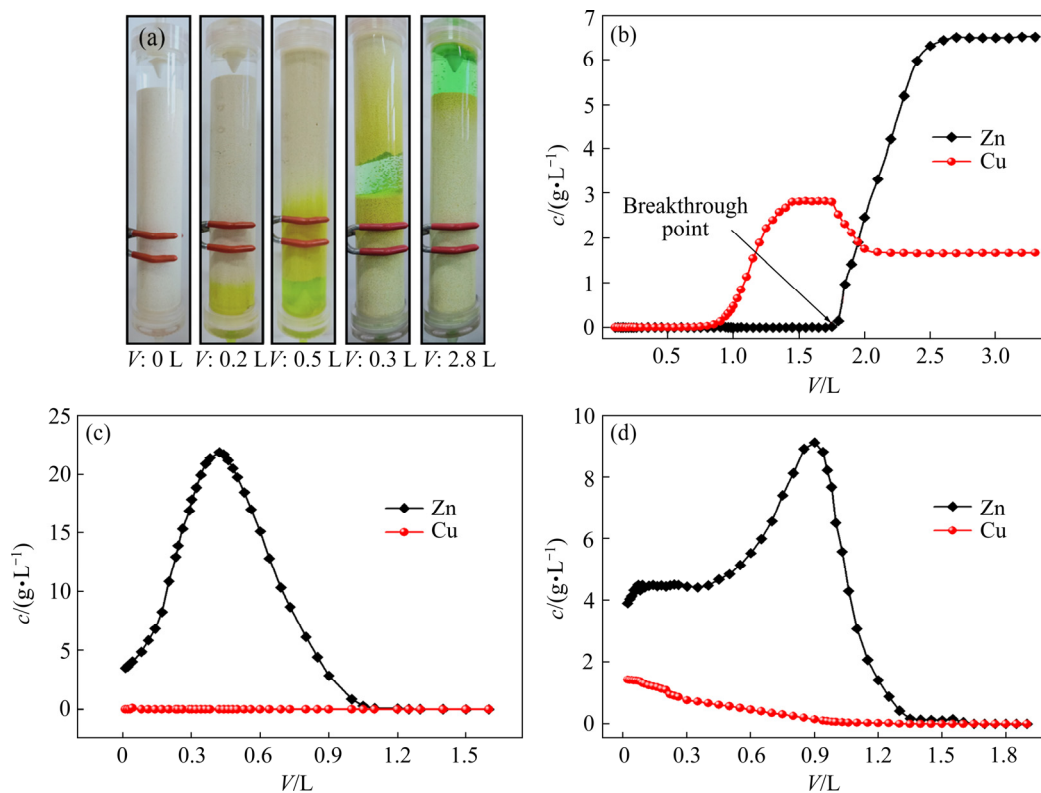 (a)
V: 0 L V: 0.2 L V: 0.5 L V: 0.3 L V: 2.8 L
(b)
7
6
5
4
3
2
1
0
c/(g•L⁻¹)
Zn
Cu
Breakthrough
point
0.5 1.0 1.5 2.0 2.5 3.0
V/L
(c)
25
20
15
10
5
0
c/(g•L⁻¹)
Zn
Cu
0 0.3 0.6 0.9 1.2 1.5
V/L
(d)
10
8
6
4
2
0
c/(g•L⁻¹)
Zn
Cu
0 0.3 0.6 0.9 1.2 1.5 1.8
V/L